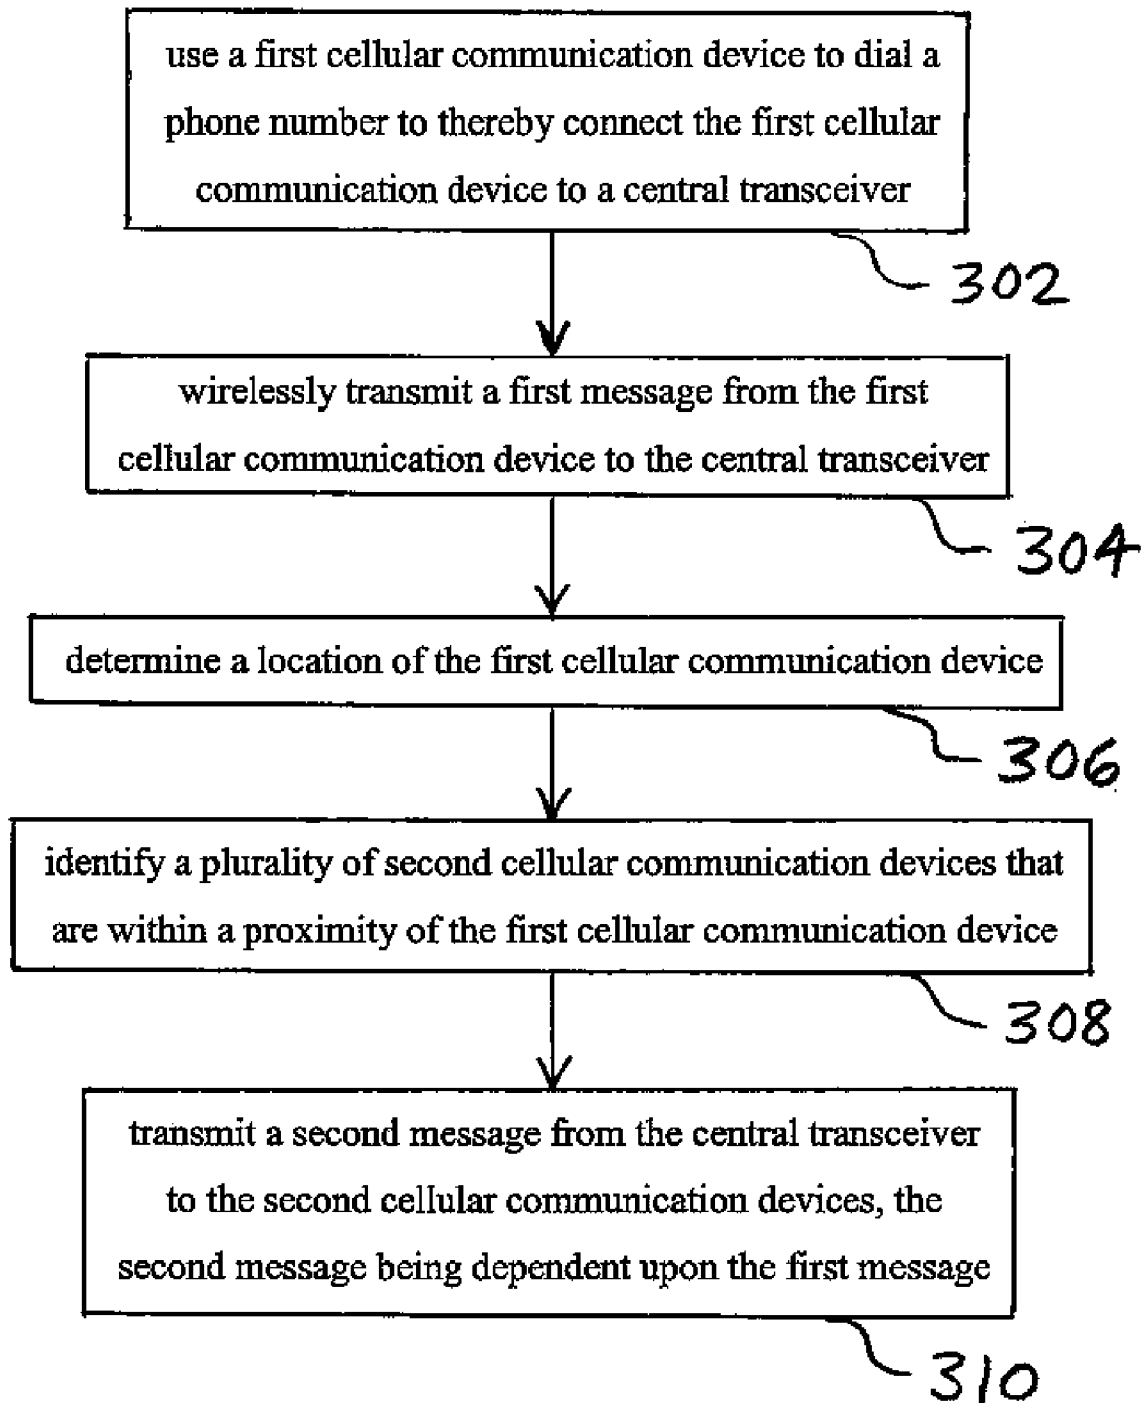 use a first cellular communication device to dial a
phone number to thereby connect the first cellular
communication device to a central transceiver
302
wirelessly transmit a first message from the first
cellular communication device to the central transceiver
304
determine a location of the first cellular communication device
306
identify a plurality of second cellular communication devices that
are within a proximity of the first cellular communication device
308
transmit a second message from the central transceiver
to the second cellular communication devices, the
second message being dependent upon the first message
310